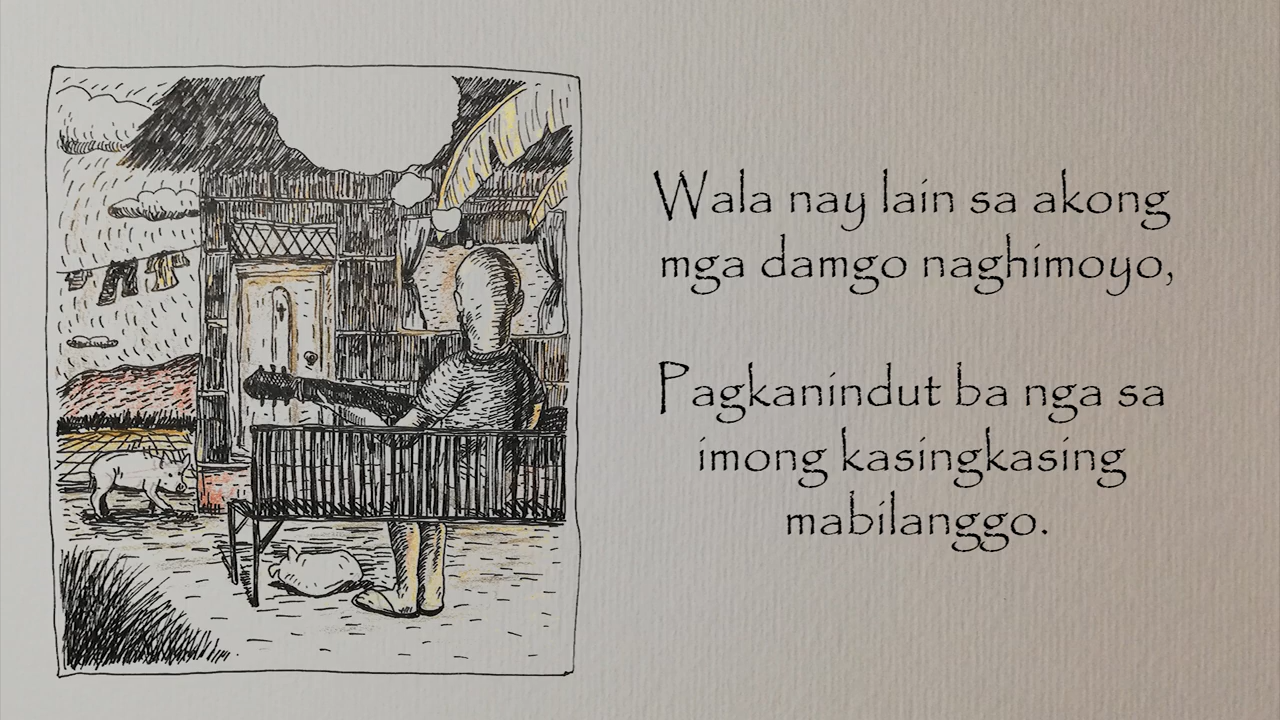 Wala nay lain sa akong
mga damgo naghimoyo,
Pagkanindut ba nga sa
imong kasingkasing
mabilanggo.